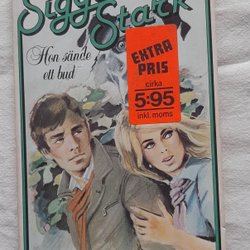 Sigge
Stark
Hon sände
ett bud
EXTRA
PRIS
cirka
5:95
inkl. moms